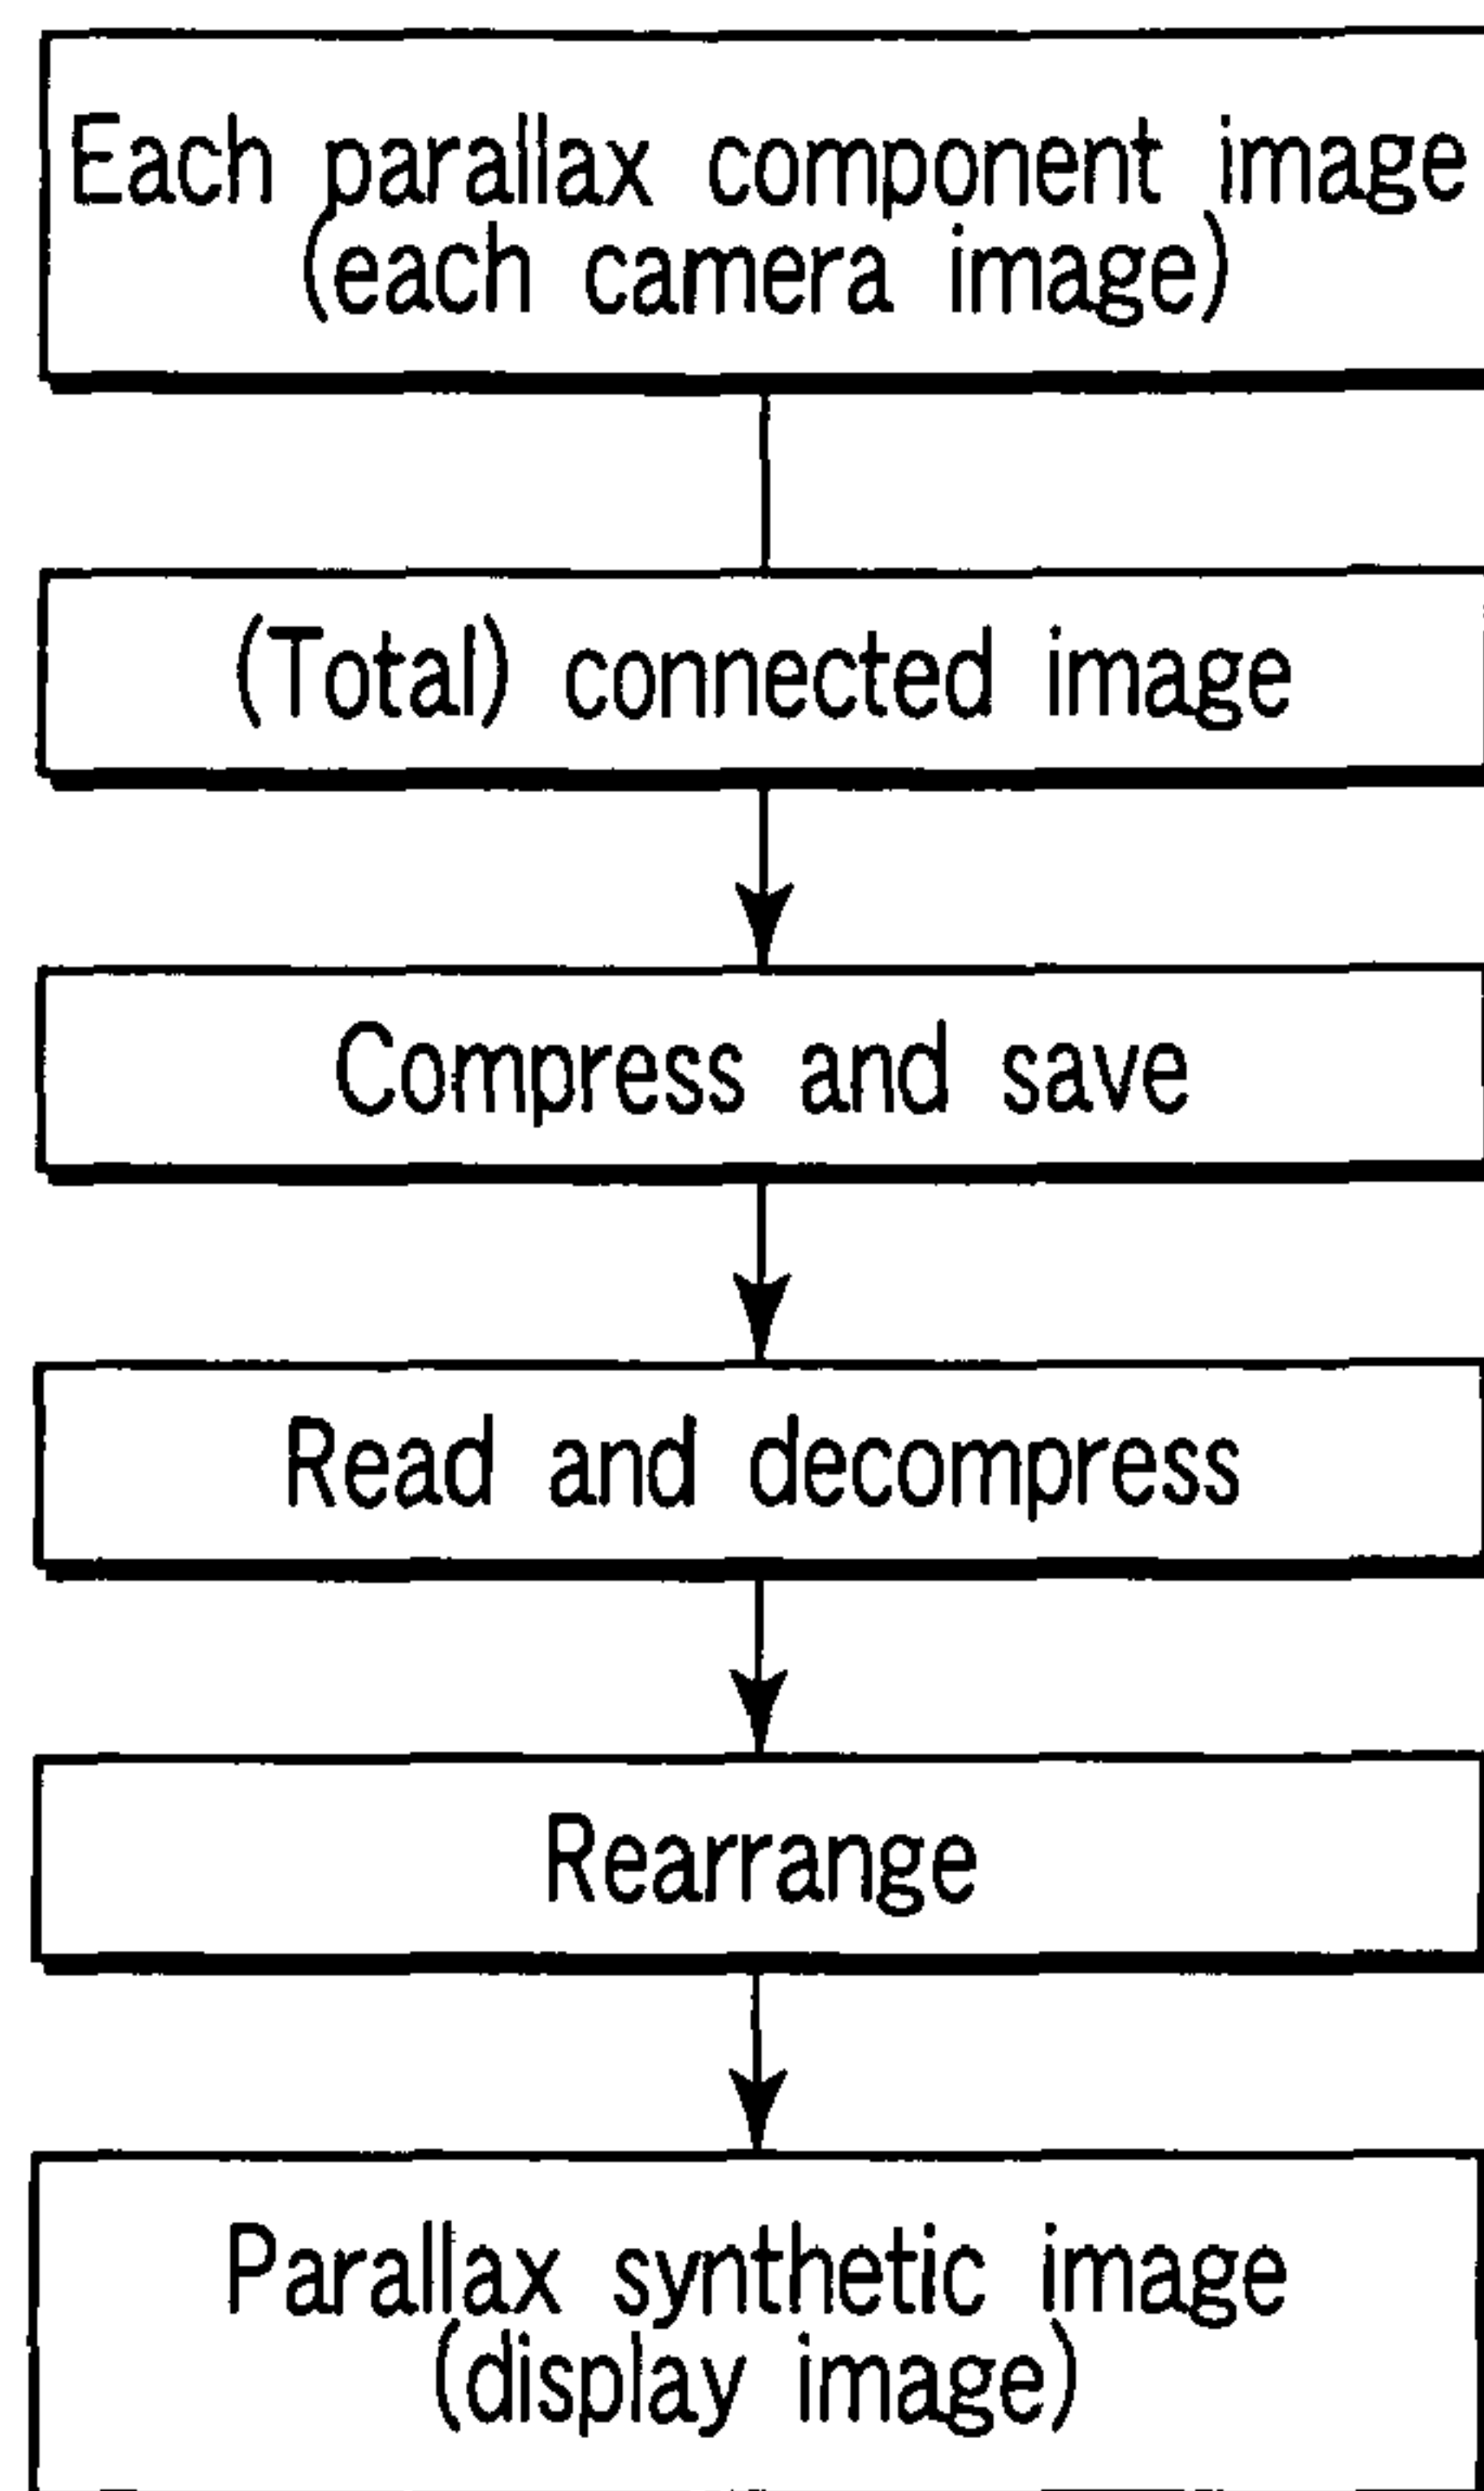 Each parallax component image
(each camera image)
(Total) connected image
Compress and save
Read and decompress
Rearrange
Parallax synthetic image
(display image)